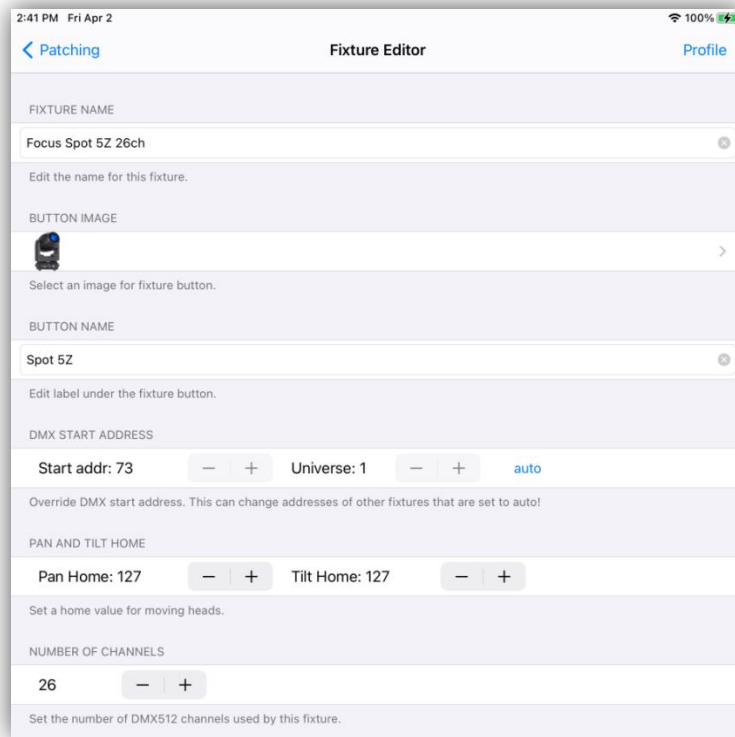 2:41 PM Fri Apr 2 100%
Patching Fixture Editor Profile
FIXTURE NAME
Focus Spot 5Z 26ch
Edit the name for this fixture.
BUTTON IMAGE
Select an image for fixture button.
BUTTON NAME
Spot 5Z
Edit label under the fixture button.
DMX START ADDRESS
Start addr: 73 − + Universe: 1 − + auto
Override DMX start address. This can change addresses of other fixtures that are set to auto!
PAN AND TILT HOME
Pan Home: 127 − + Tilt Home: 127 − +
Set a home value for moving heads.
NUMBER OF CHANNELS
26 − +
Set the number of DMX512 channels used by this fixture.